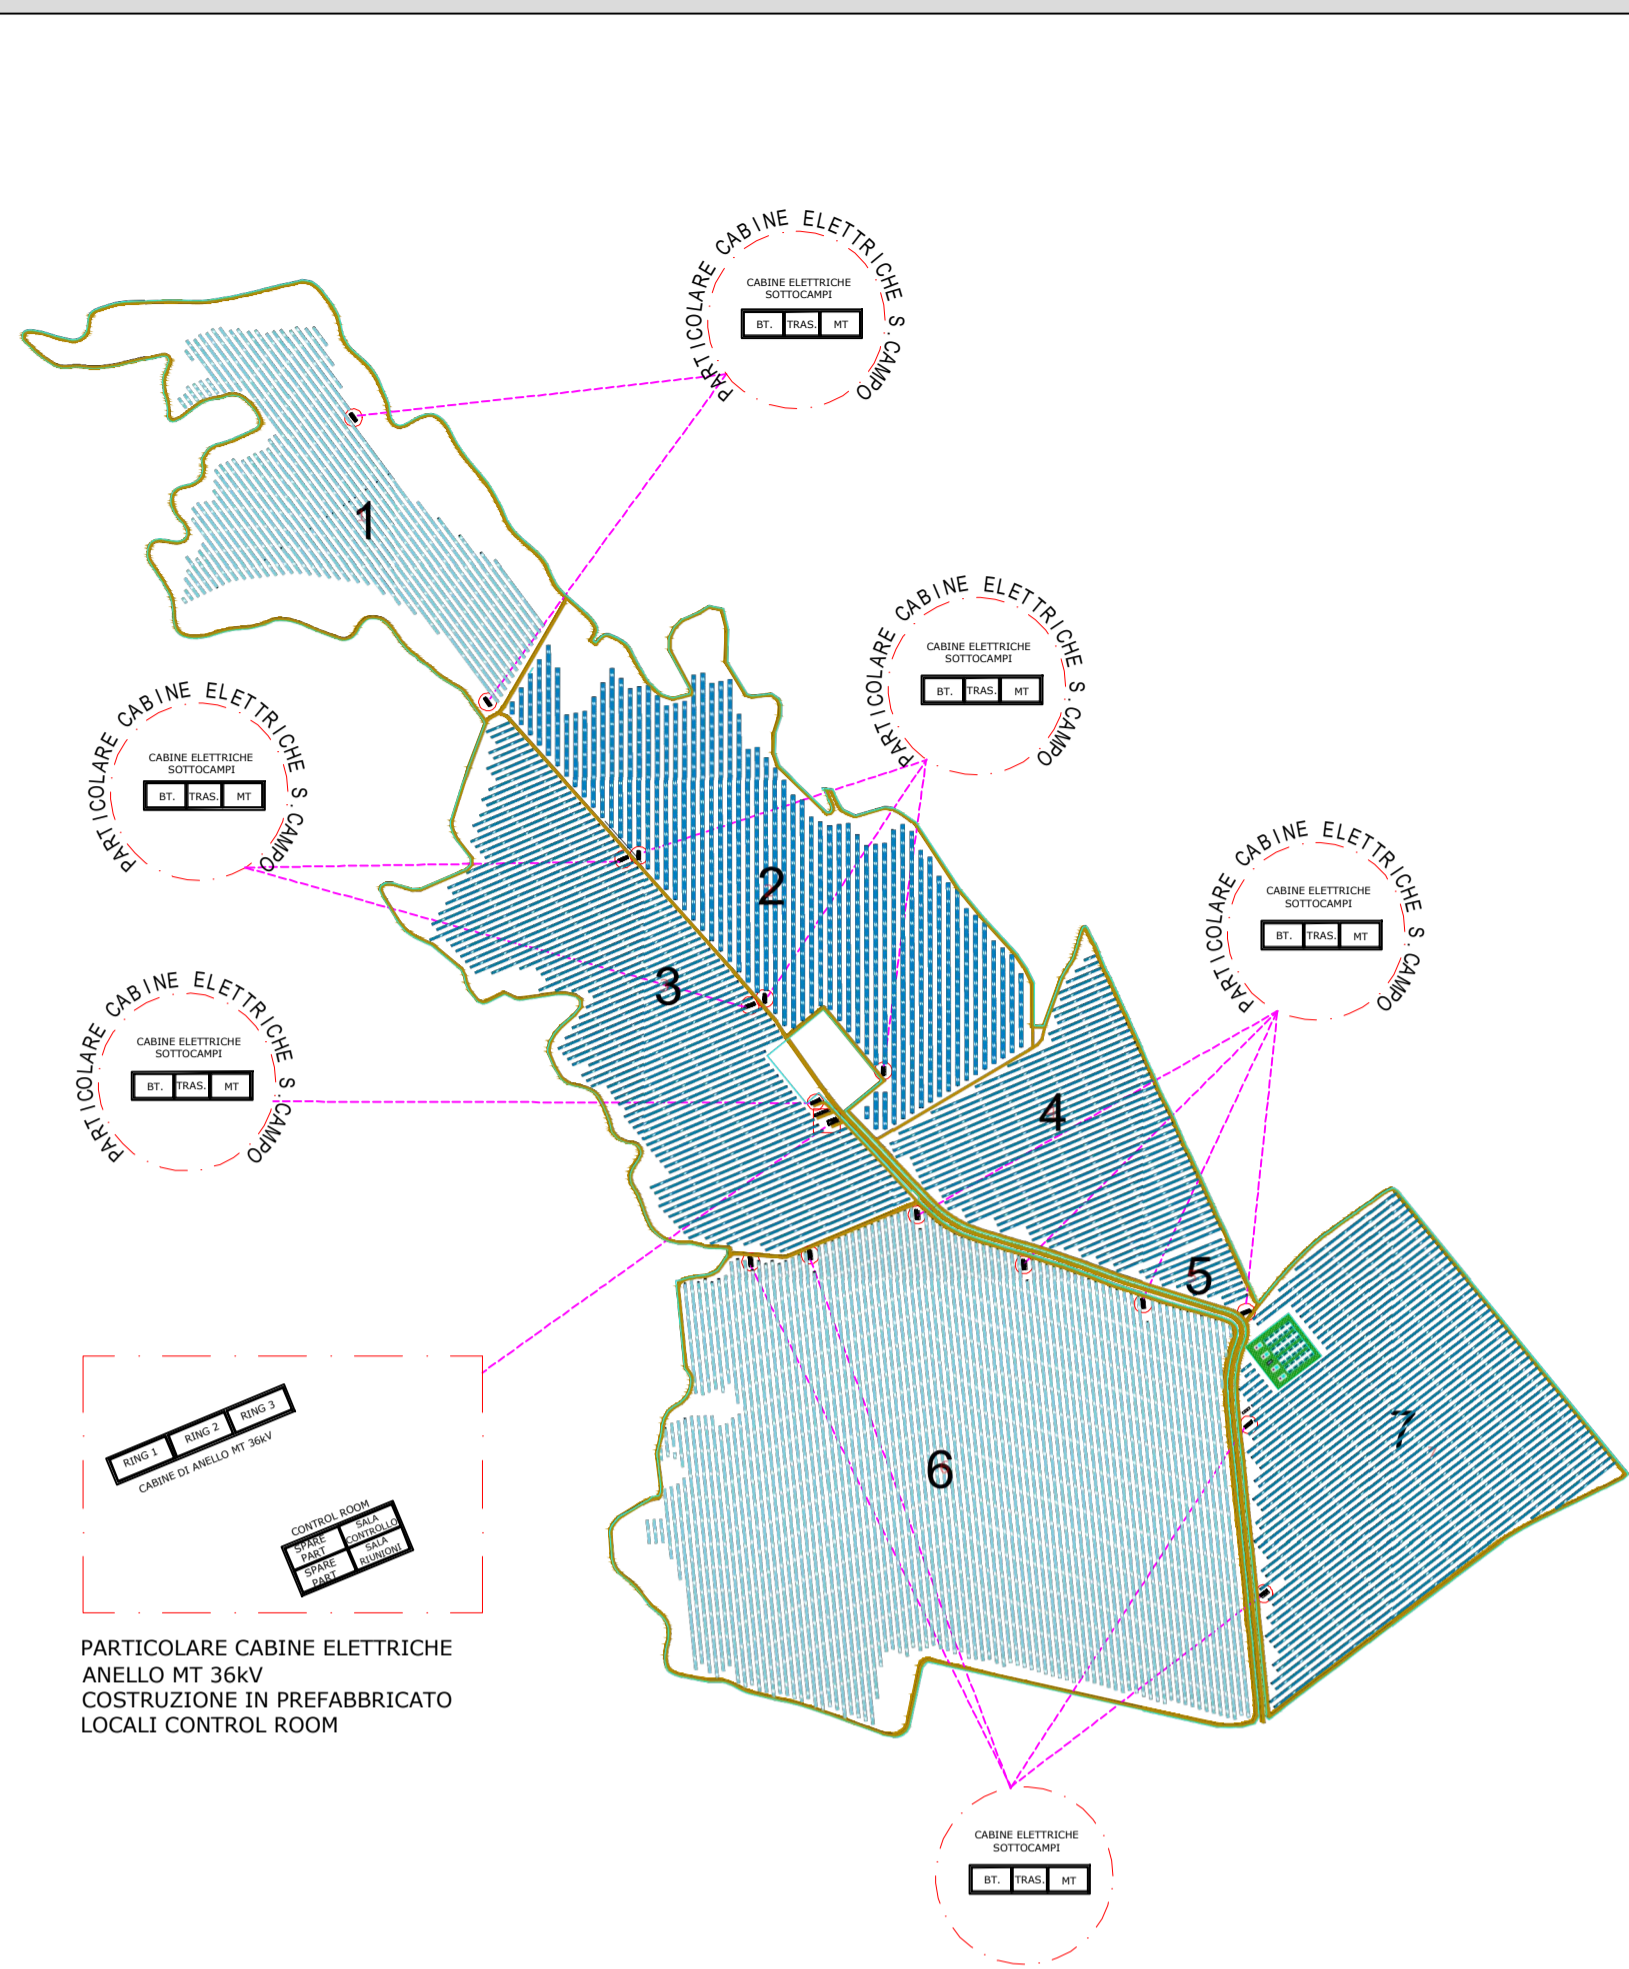 PARTICOLARE CABINE ELETTRICHE S.CAMPO
CABINE ELETTRICHE
SOTTOCAMPI
BT. TRAS. MT
1
PARTICOLARE CABINE ELETTRICHE S.CAMPO
CABINE ELETTRICHE
SOTTOCAMPI
BT. TRAS. MT
PARTICOLARE CABINE ELETTRICHE S.CAMPO
CABINE ELETTRICHE
SOTTOCAMPI
BT. TRAS. MT
2
PARTICOLARE CABINE ELETTRICHE S.CAMPO
CABINE ELETTRICHE
SOTTOCAMPI
BT. TRAS. MT
3
PARTICOLARE CABINE ELETTRICHE S.CAMPO
CABINE ELETTRICHE
SOTTOCAMPI
BT. TRAS. MT
4
5
6
7
RING 1 RING 2 RING 3
CABINE DI ANELLO MT 36kV
CONTROL ROOM
SPARE PART
SALA CONTROLLO
SPARE PART
SALA RIUNIONI
PARTICOLARE CABINE ELETTRICHE
ANELLO MT 36kV
COSTRUZIONE IN PREFABBRICATO
LOCALI CONTROL ROOM
CABINE ELETTRICHE
SOTTOCAMPI
BT. TRAS. MT